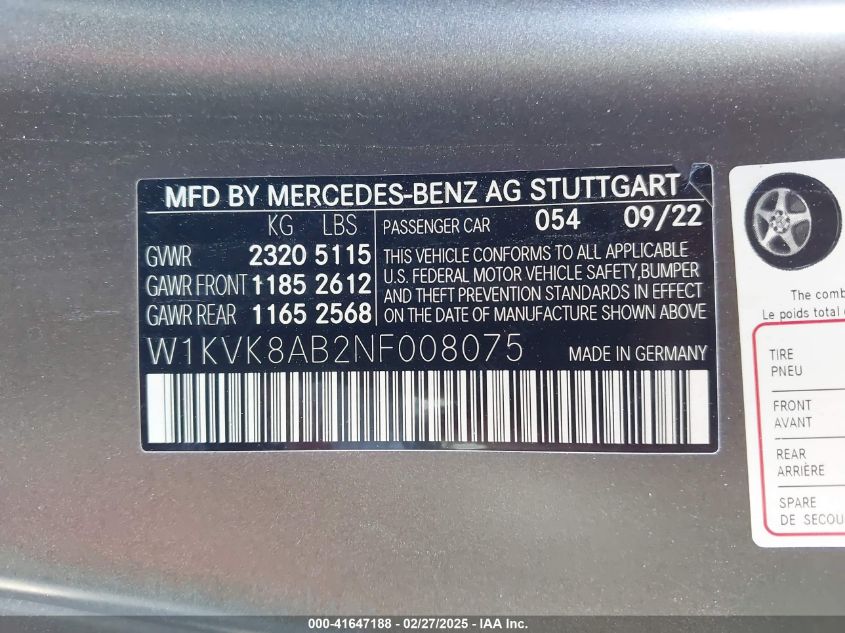 MFD BY MERCEDES-BENZ AG STUTTGART
KG LBS
GVWR 2320 5115
GAWR FRONT 1185 2612
GAWR REAR 1165 2568
PASSENGER CAR 054 09/22
THIS VEHICLE CONFORMS TO ALL APPLICABLE
U.S. FEDERAL MOTOR VEHICLE SAFETY,BUMPER
AND THEFT PREVENTION STANDARDS IN EFFECT
ON THE DATE OF MANUFACTURE SHOWN ABOVE
W1KVK8AB2NF008075
MADE IN GERMANY
The comb
Le poids total
TIRE
PNEU
FRONT
AVANT
REAR
ARRIÈRE
SPARE
DE SECOU
000-41647188 - 02/27/2025 - IAA Inc.